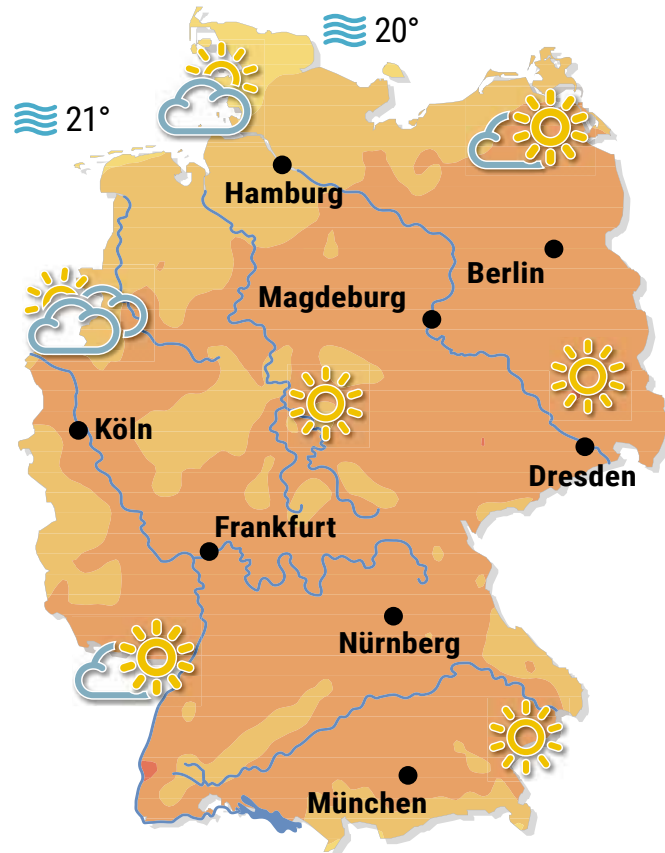 20°
21°
Hamburg
Berlin
Magdeburg
Köln
Dresden
Frankfurt
Nürnberg
München